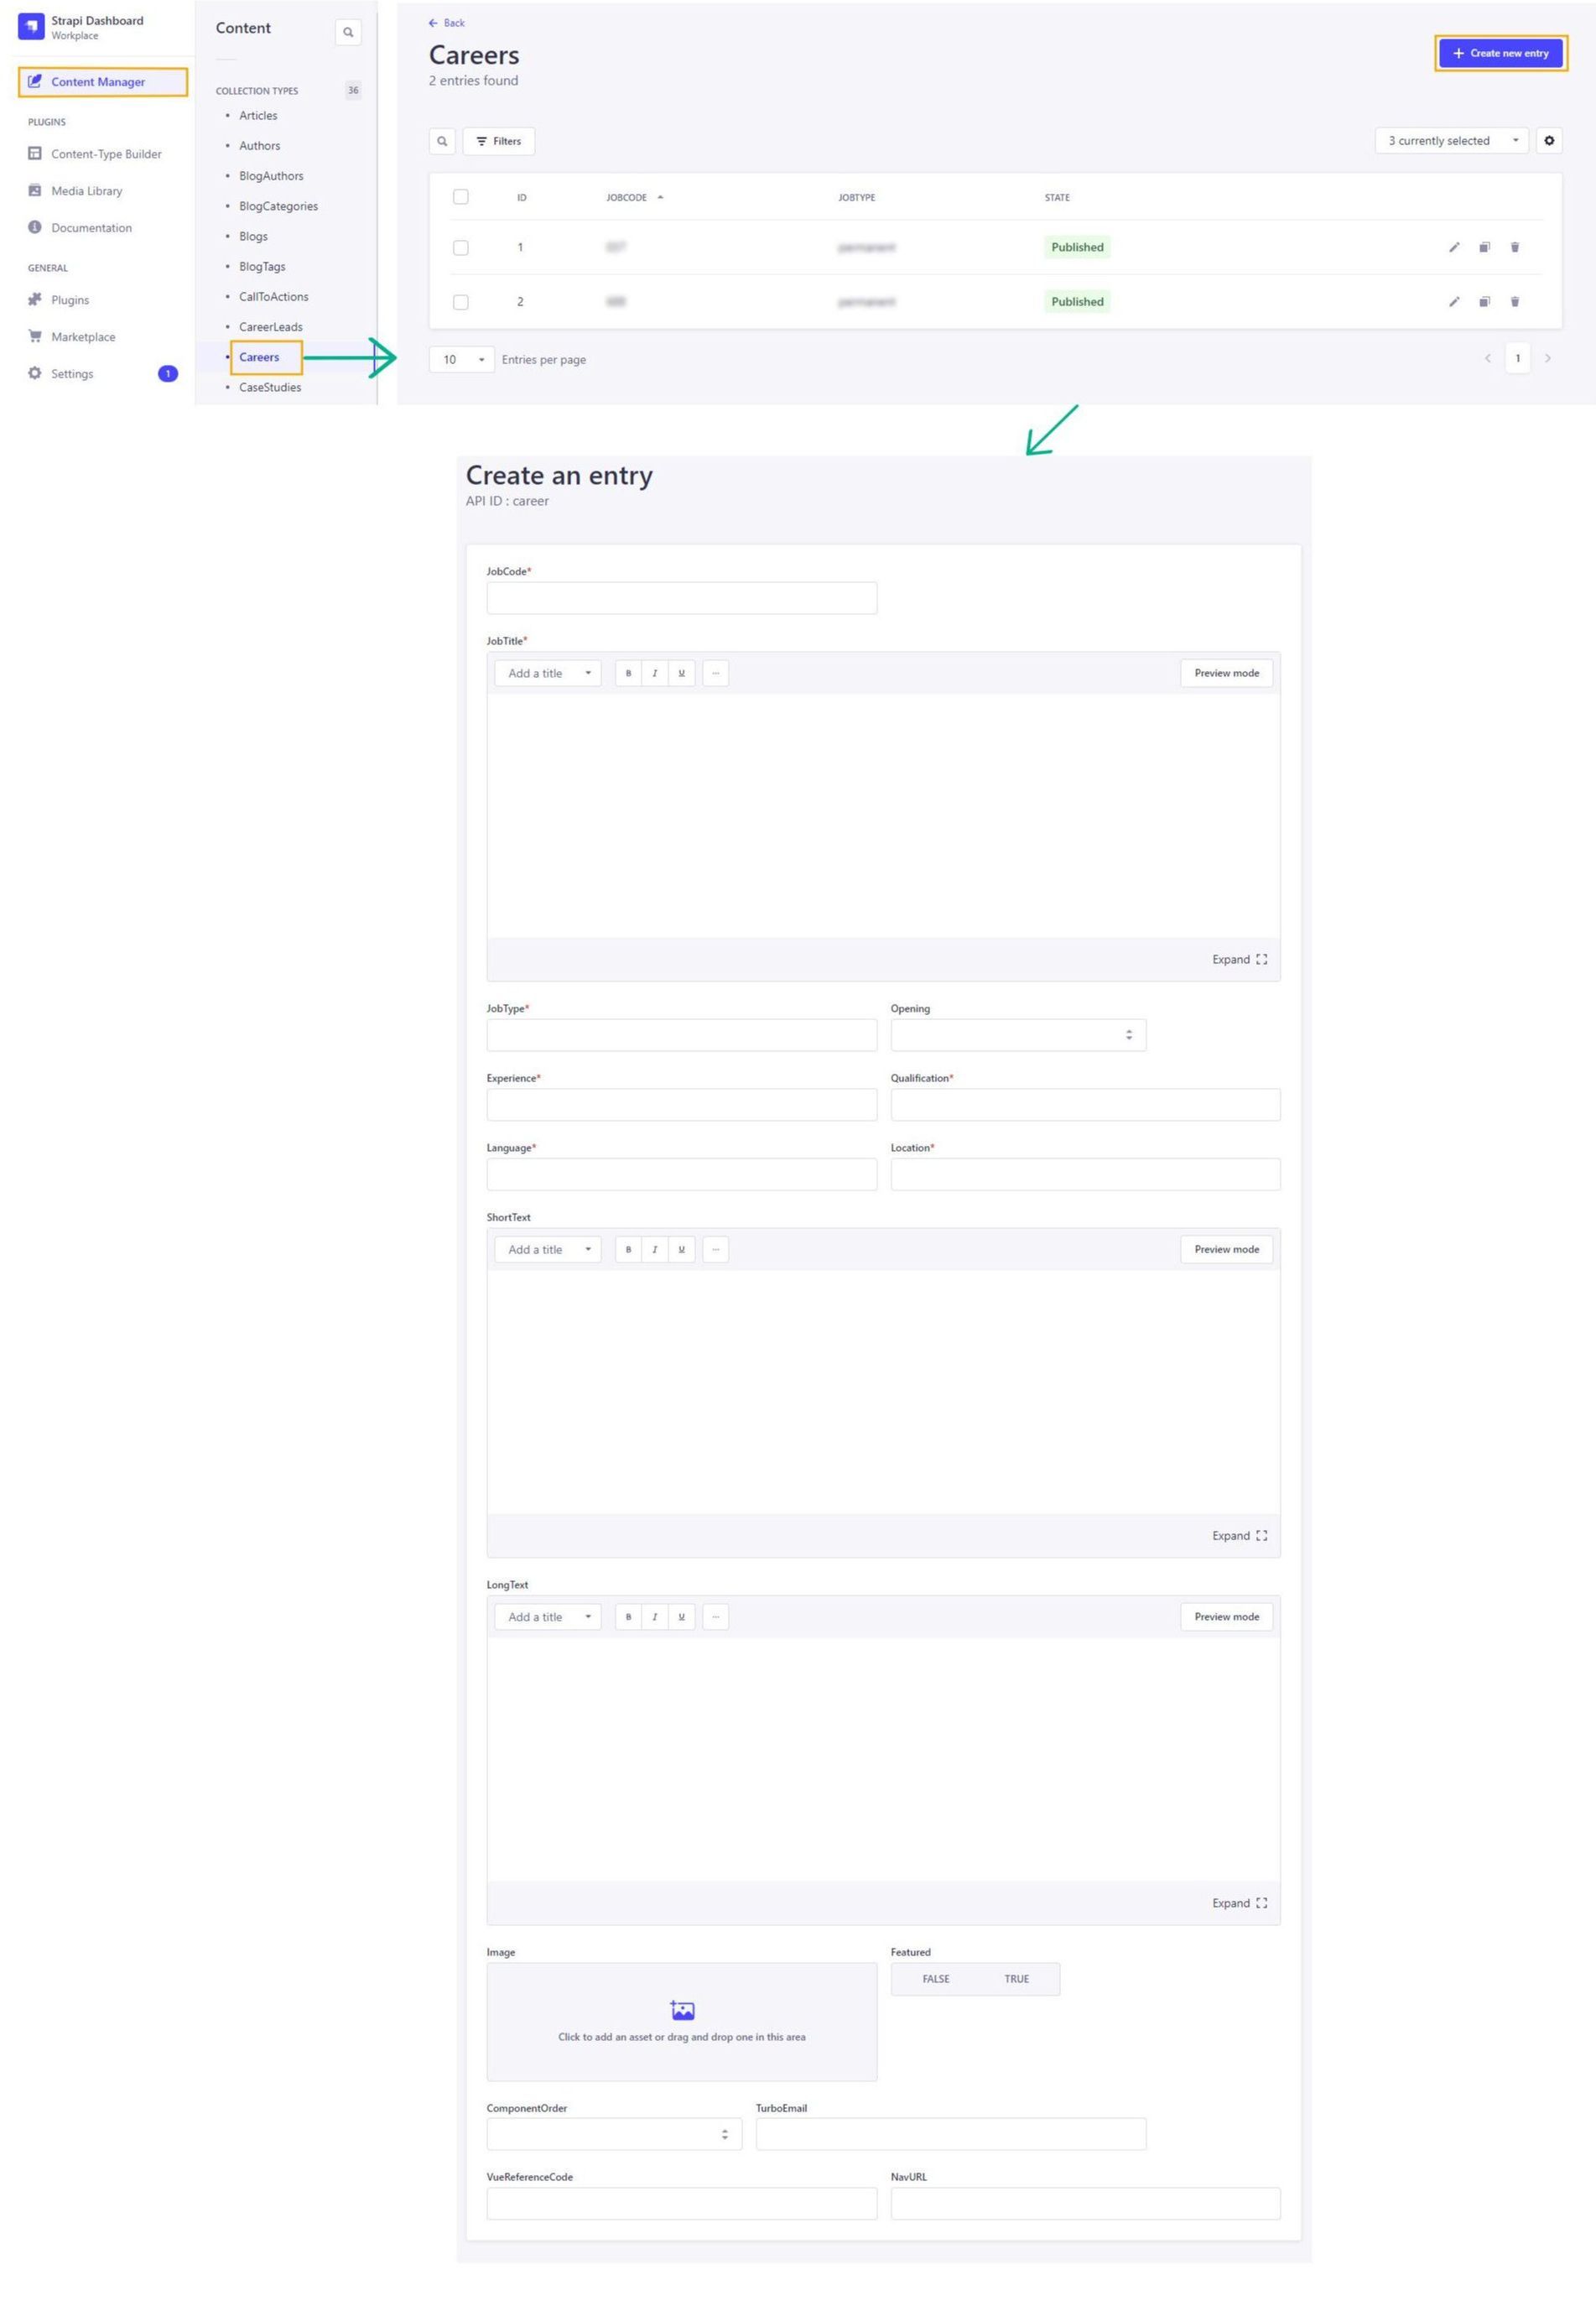 Strapi Dashboard
Workplace
Content Manager
PLUGINS
Content-Type Builder
Media Library
Documentation
GENERAL
Plugins
Marketplace
Settings 1
Content
COLLECTION TYPES 36
Articles
Authors
BlogAuthors
BlogCategories
Blogs
BlogTags
CallToActions
CareerLeads
Careers
CaseStudies
Back
Careers
2 entries found
+ Create new entry
Filters
3 currently selected
ID JOBCODE JOBTYPE STATE
1 Published
2 Published
10 Entries per page
1
Create an entry
API ID : career
JobCode*
JobTitle*
Add a title B I U ... Preview mode
Expand
JobType* Opening
Experience* Qualification*
Language* Location*
ShortText
Add a title B I U ... Preview mode
Expand
LongText
Add a title B I U ... Preview mode
Expand
Image Featured
FALSE TRUE
Click to add an asset or drag and drop one in this area
ComponentOrder TurboEmail
VueReferenceCode NavURL